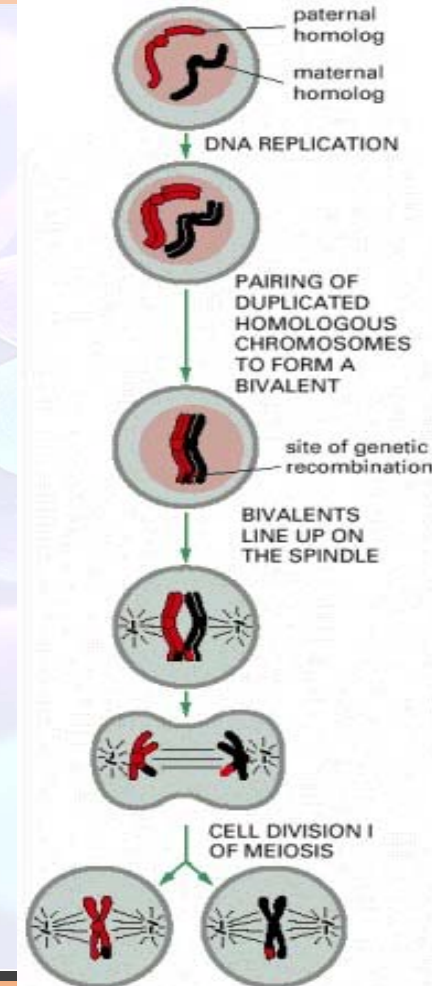 paternal
homolog
maternal
homolog
DNA REPLICATION
PAIRING OF
DUPLICATED
HOMOLOGOUS
CHROMOSOMES
TO FORM A
BIVALENT
site of genetic
recombination
BIVALENTS
LINE UP ON
THE SPINDLE
CELL DIVISION I
OF MEIOSIS